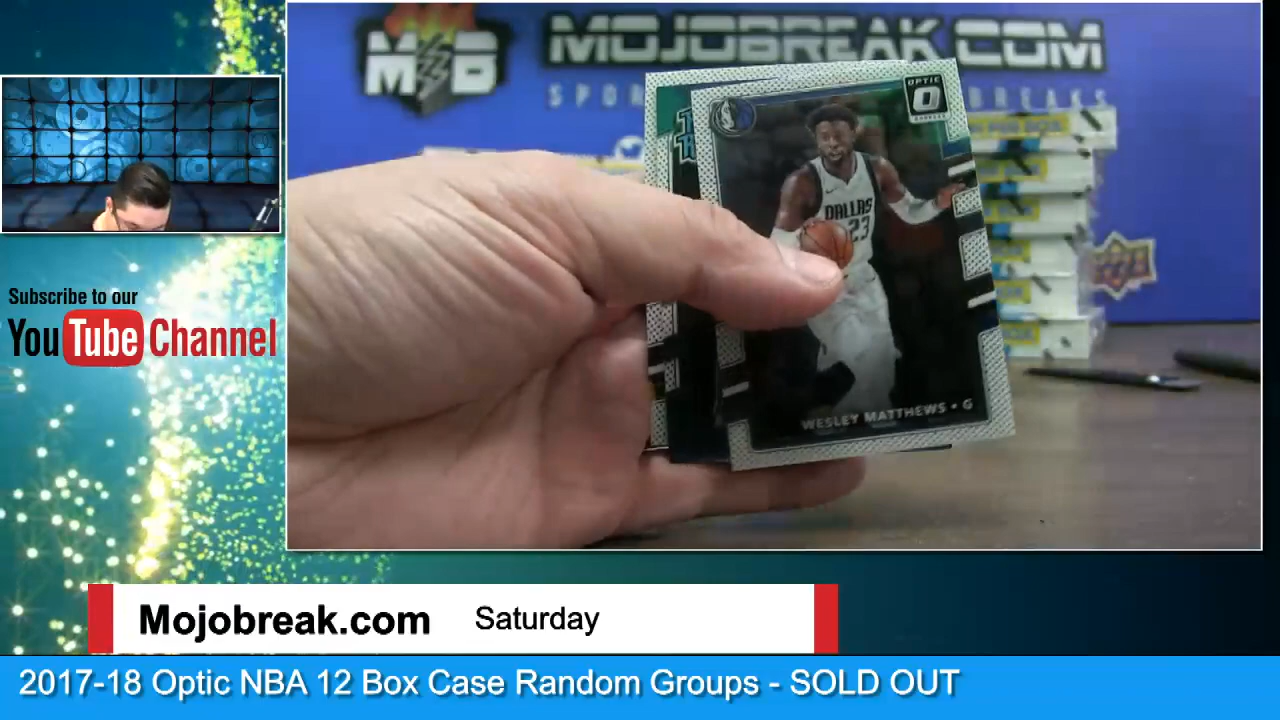 MOJOBREAK.COM
OPTIC
DALLAS
23
WESLEY MATTHEWS • G
Subscribe to our
YouTube Channel
Mojobreak.com Saturday
2017-18 Optic NBA 12 Box Case Random Groups - SOLD OUT